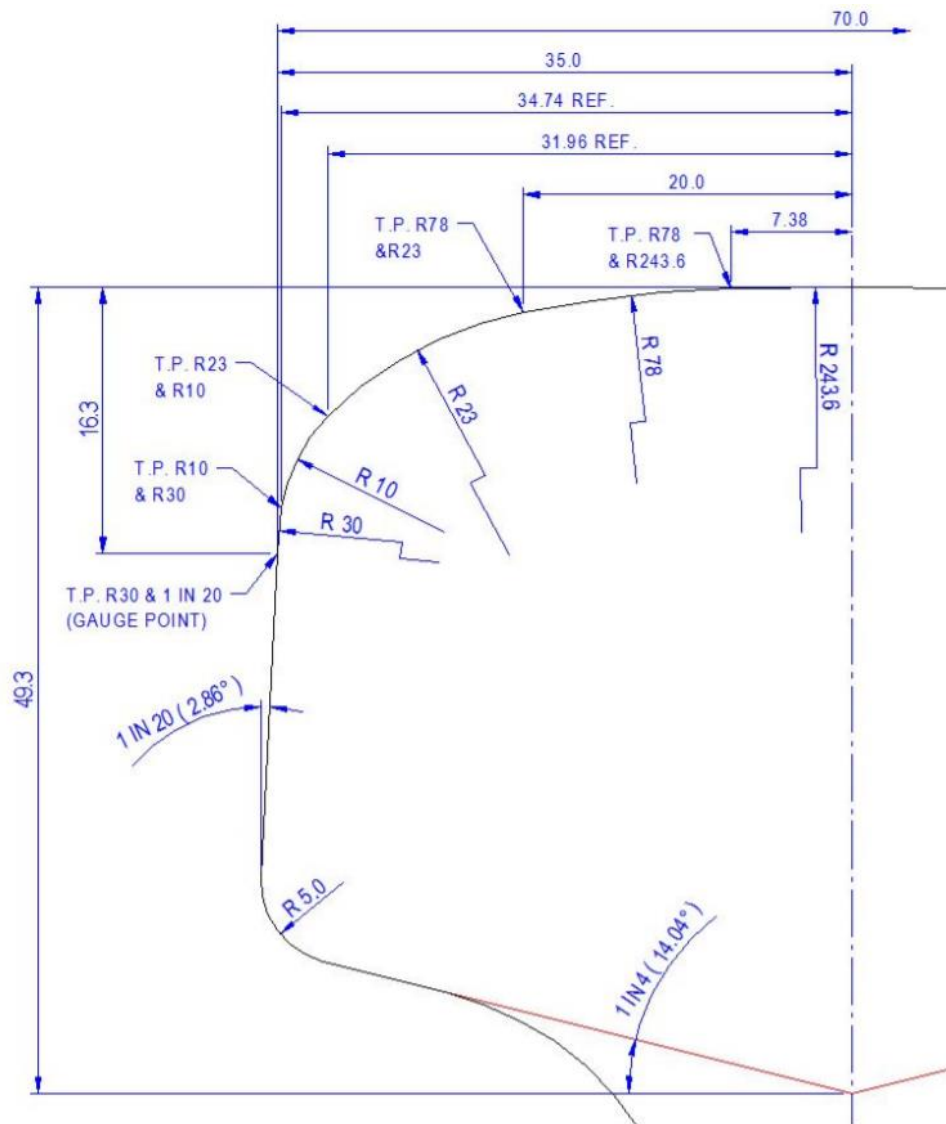 70.0
35.0
34.74 REF.
31.96 REF.
20.0
7.38
T.P. R78
&R23
T.P. R78
& R243.6
T.P. R23
& R10
16.3
R 23
R 78
R 243.6
T.P. R10
& R30
R 10
R 30
T.P. R30 & 1 IN 20
(GAUGE POINT)
49.3
1 IN 20 ( 2.86° )
R 5.0
1 IN 4 ( 14.04° )